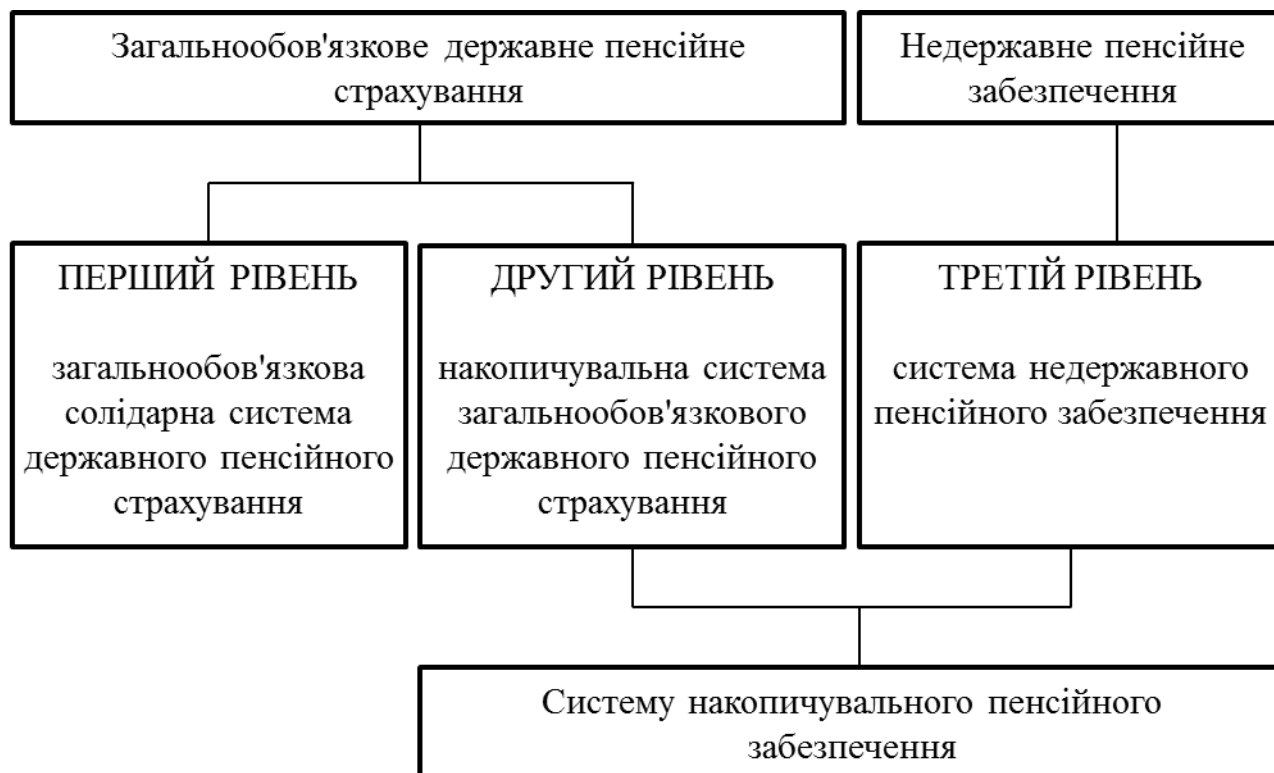 Загальнообов'язкове державне пенсійне
страхування
Недержавне пенсійне
забезпечення
ПЕРШИЙ РІВЕНЬ
загальнообов'язкова
солідарна система
державного пенсійного
страхування
ДРУГИЙ РІВЕНЬ
накопичувальна система
загальнообов'язкового
державного пенсійного
страхування
ТРЕТІЙ РІВЕНЬ
система недержавного
пенсійного забезпечення
Систему накопичувального пенсійного
забезпечення